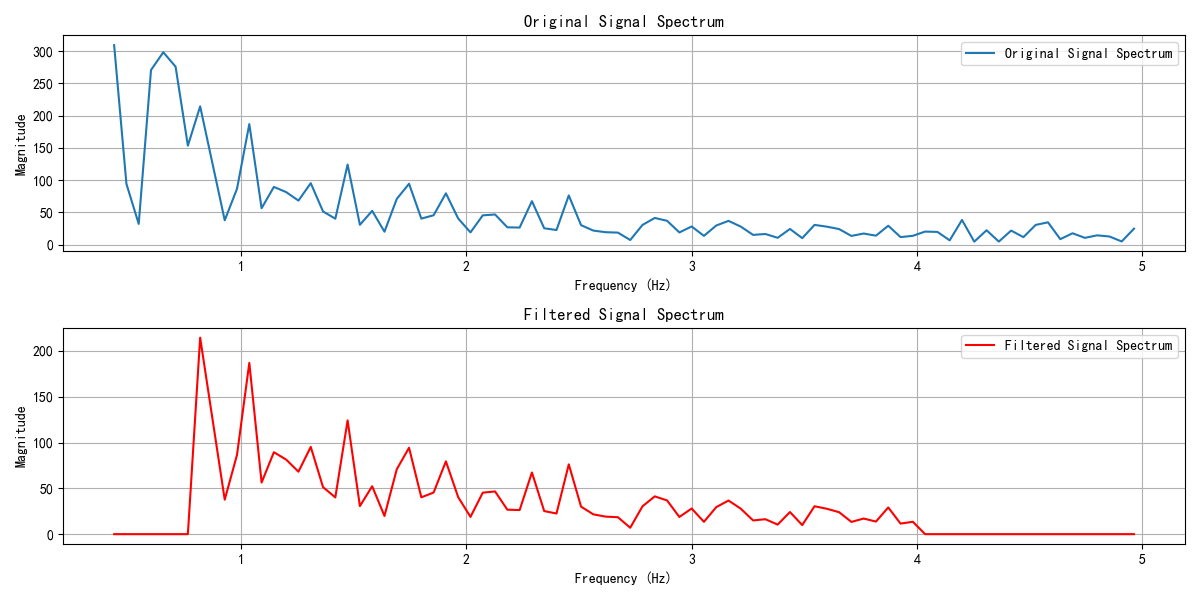 Original Signal Spectrum
300
250
200
150
100
50
0
Magnitude
Original Signal Spectrum
1 2 3 4 5
Frequency (Hz)
Filtered Signal Spectrum
200
150
100
50
0
Magnitude
Filtered Signal Spectrum
1 2 3 4 5
Frequency (Hz)